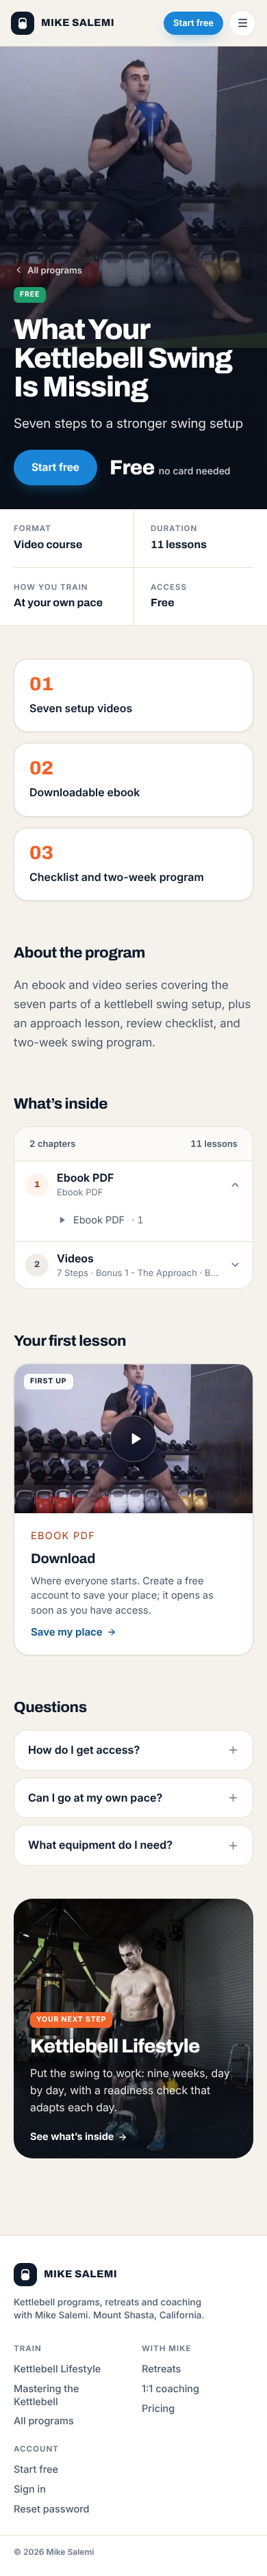 MIKE SALEMI
Start free
All programs
FREE
What Your
Kettlebell Swing
Is Missing
Seven steps to a stronger swing setup
Start free
Free no card needed
FORMAT
Video course
DURATION
11 lessons
HOW YOU TRAIN
At your own pace
ACCESS
Free
01
Seven setup videos
02
Downloadable ebook
03
Checklist and two-week program
About the program
An ebook and video series covering the
seven parts of a kettlebell swing setup, plus
an approach lesson, review checklist, and
two-week swing program.
What's inside
2 chapters
11 lessons
1
Ebook PDF
Ebook PDF
Ebook PDF · 1
2
Videos
7 Steps · Bonus 1 - The Approach · B...
Your first lesson
FIRST UP
EBOOK PDF
Download
Where everyone starts. Create a free
account to save your place; it opens as
soon as you have access.
Save my place →
Questions
How do I get access?
Can I go at my own pace?
What equipment do I need?
YOUR NEXT STEP
Kettlebell Lifestyle
Put the swing to work: nine weeks, day
by day, with a readiness check that
adapts each day.
See what's inside →
MIKE SALEMI
Kettlebell programs, retreats and coaching
with Mike Salemi. Mount Shasta, California.
TRAIN
Kettlebell Lifestyle
Mastering the
Kettlebell
All programs
WITH MIKE
Retreats
1:1 coaching
Pricing
ACCOUNT
Start free
Sign in
Reset password
© 2026 Mike Salemi